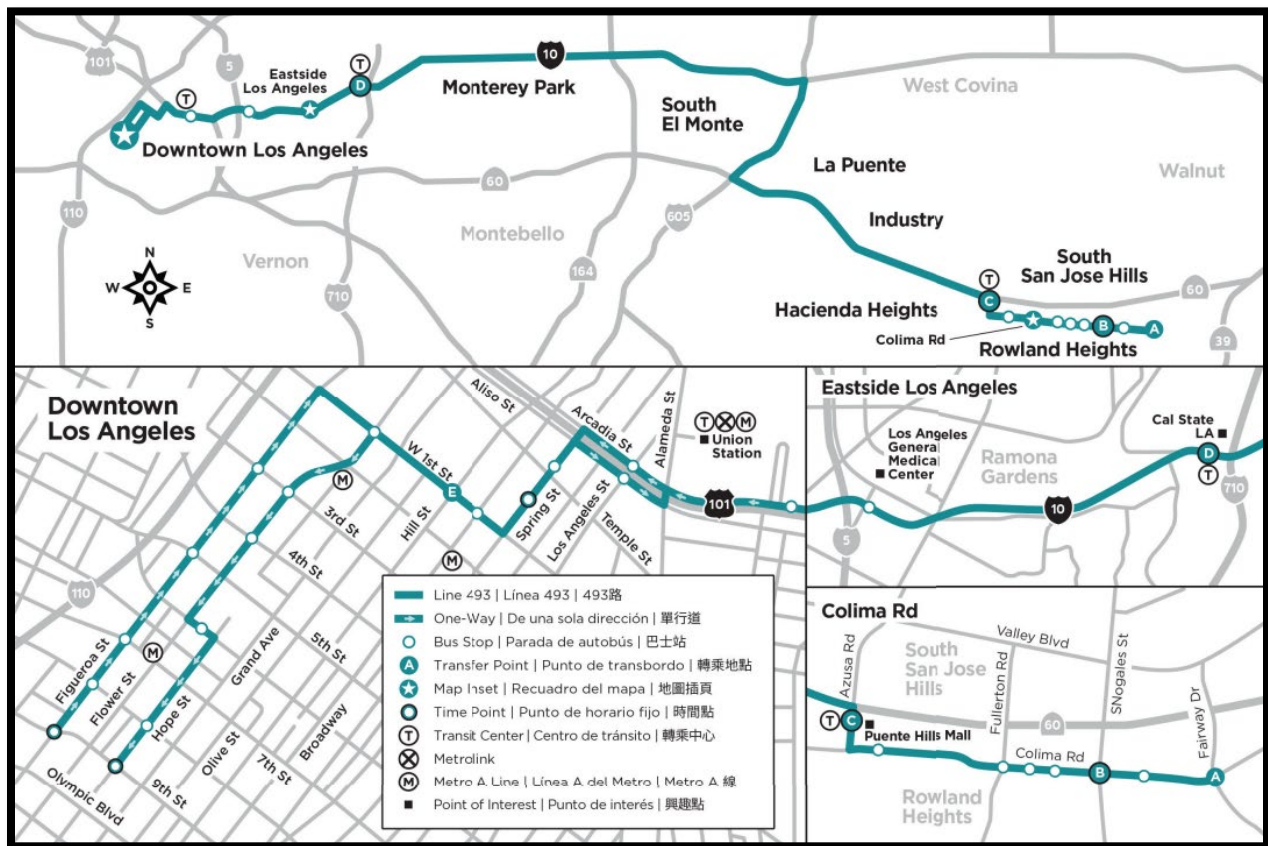 101
5
Eastside
Los Angeles
T
T
D
10
Monterey Park
South
El Monte
West Covina
Downtown Los Angeles
La Puente
Walnut
60
110
605
Industry
Montebello
Vernon
164
710
N
W
E
S
South
San Jose Hills
T
C
60
Hacienda Heights
B
A
Colima Rd
Rowland Heights
39
Downtown
Los Angeles
Aliso St
Arcadia St
Alameda St
T
M
Union
Station
W 1st St
E
M
Spring St
101
3rd St
Hill St
Los Angeles St
Temple St
4th St
M
110
Grand Ave
5th St
M
Figueroa St
Flower St
Hope St
Broadway
Olive St
7th St
9th St
Olympic Blvd
Line 493 | Línea 493 | 493路
One-Way | De una sola dirección | 單行道
Bus Stop | Parada de autobús | 巴士站
A Transfer Point | Punto de transbordo | 轉乘地點
Map Inset | Recuadro del mapa | 地圖插頁
Time Point | Punto de horario fijo | 時間點
T Transit Center | Centro de tránsito | 轉乘中心
Metrolink
M Metro A Line | Línea A del Metro | Metro A 線
Point of Interest | Punto de interés | 興趣點
Eastside Los Angeles
Cal State
LA
Los Angeles
General
Medical
Center
Ramona
Gardens
D
T
710
10
5
Colima Rd
Azusa Rd
Valley Blvd
South
San Jose
Hills
Fullerton Rd
SNogales St
Fairway Dr
T
C
60
Puente Hills Mall
Colima Rd
B
A
Rowland
Heights